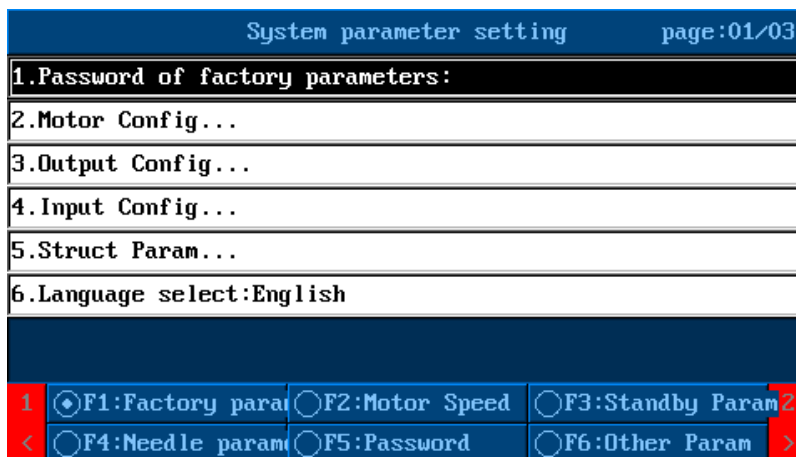 System parameter setting page:01/03
1.Password of factory parameters:
2.Motor Config...
3.Output Config...
4.Input Config...
5.Struct Param...
6.Language select:English
1 F1:Factory para F2:Motor Speed F3:Standby Param 2
< F4:Needle param F5:Password F6:Other Param >